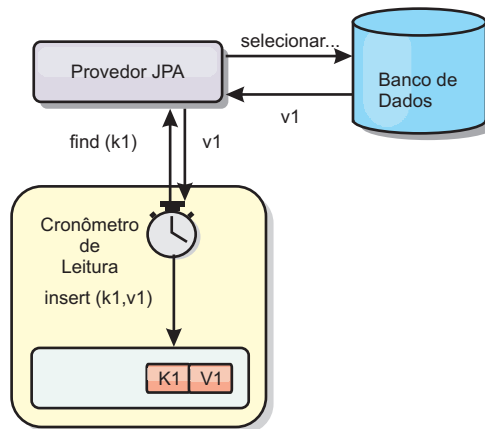 selecionar...
Provedor JPA
Banco de
Dados
v1
find (k1)
v1
Cronômetro
de
Leitura
insert (k1,v1)
K1 V1